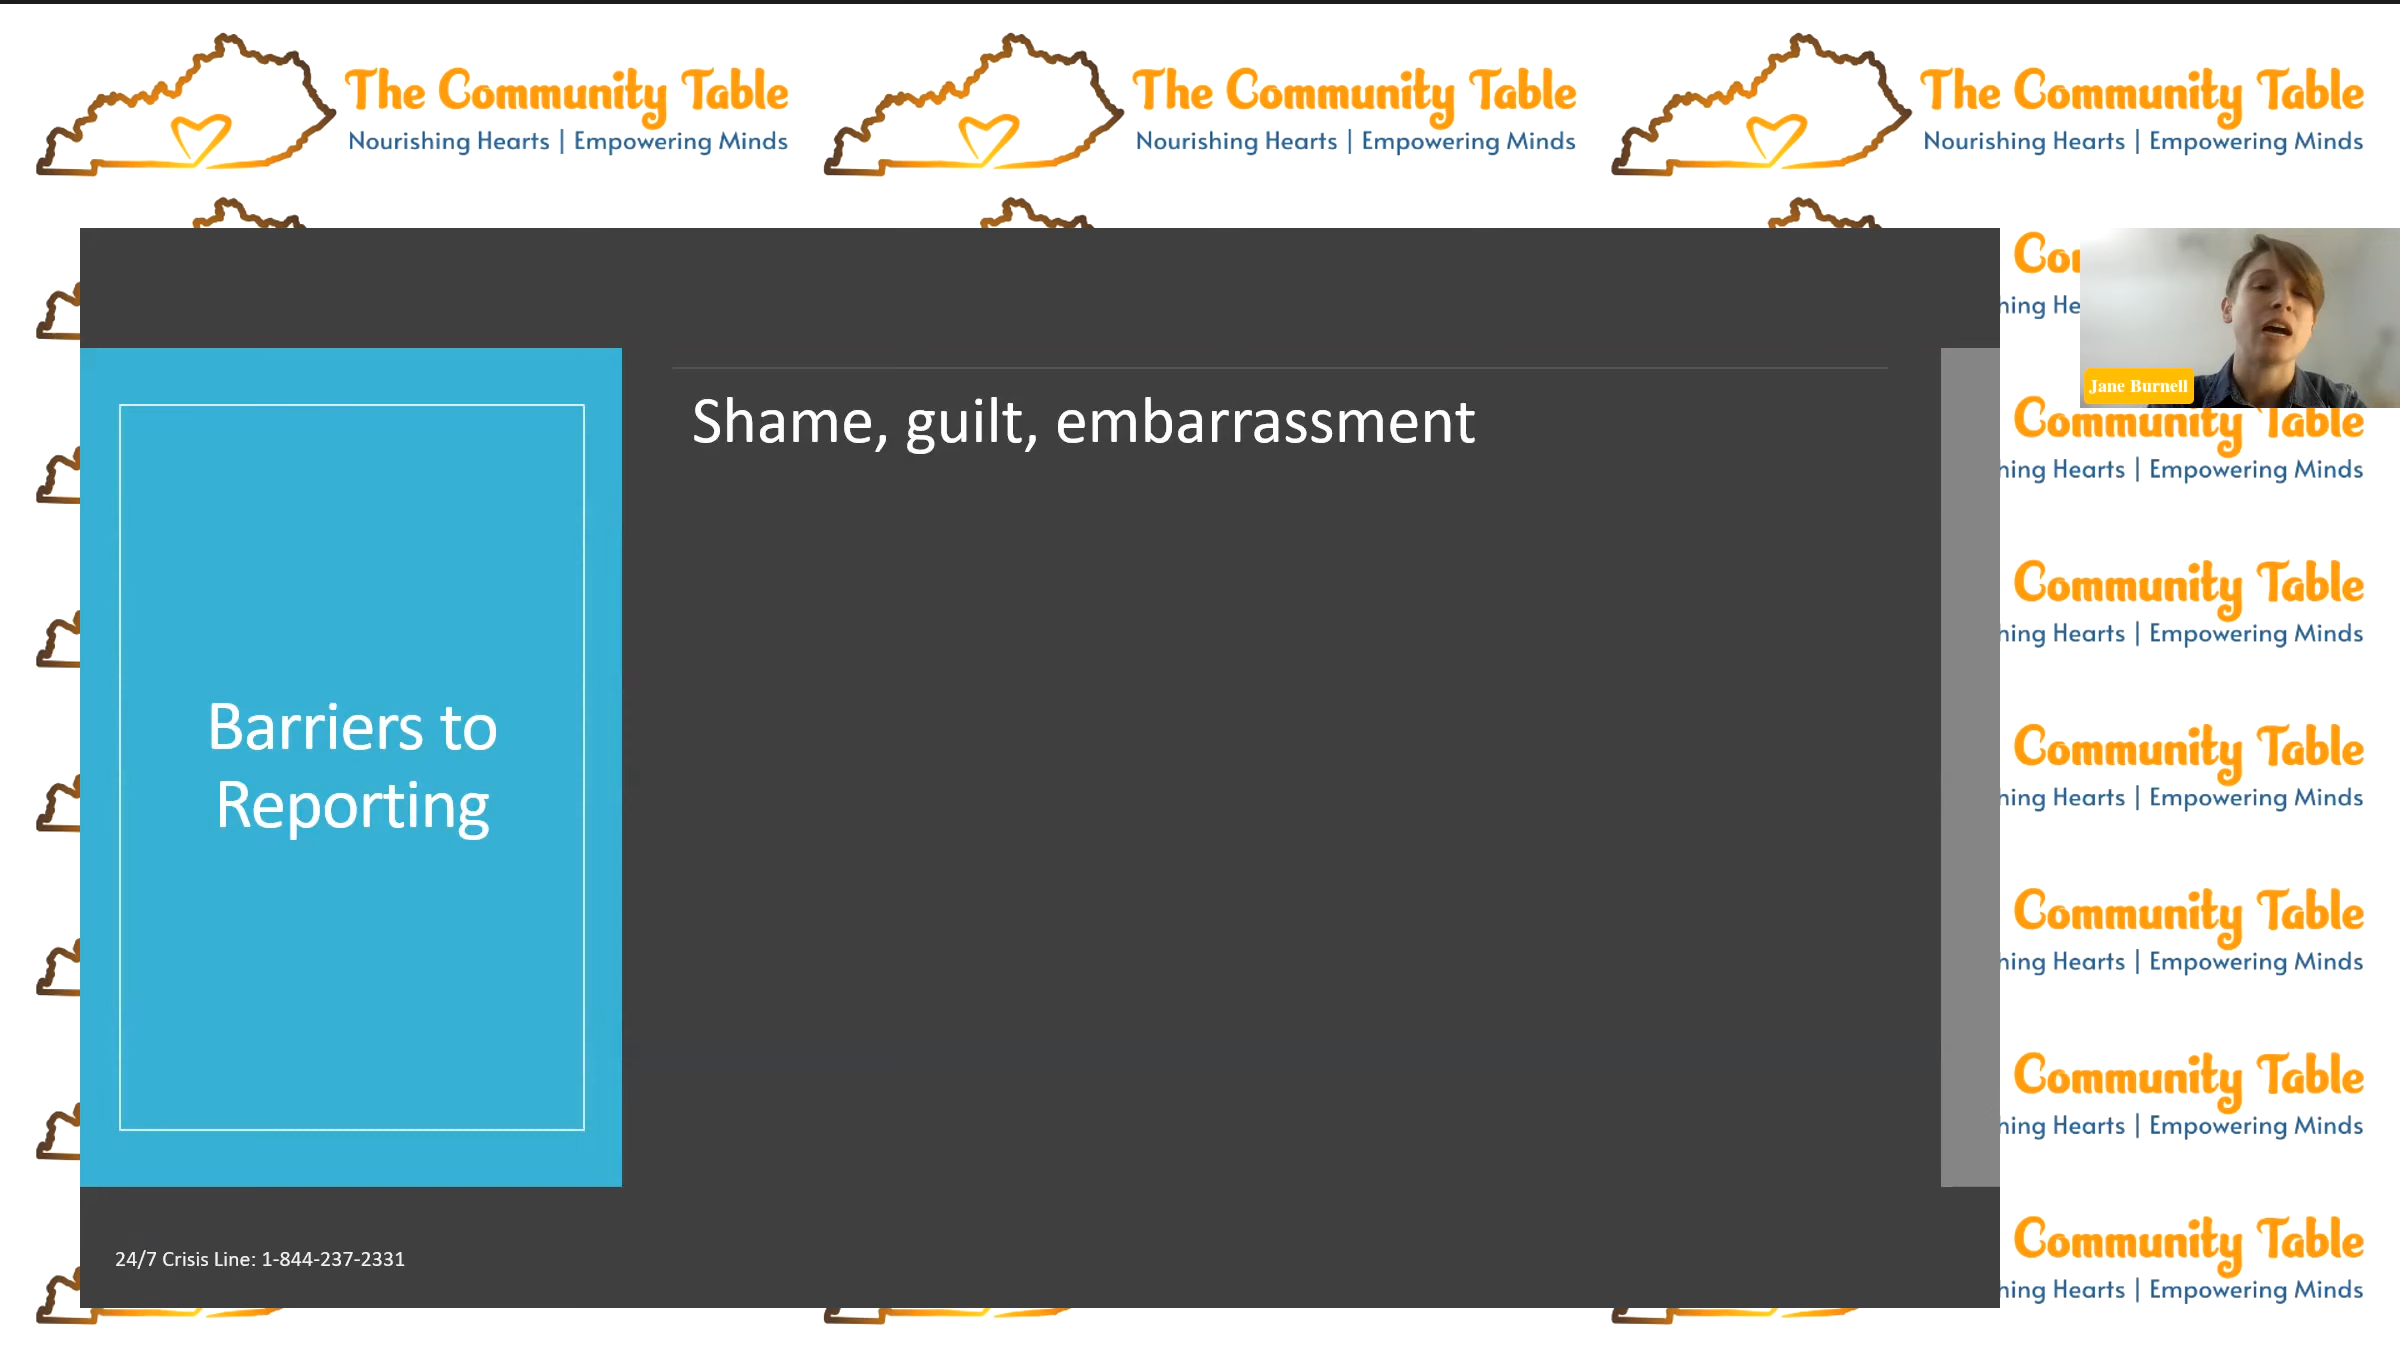 The Community Table The Community Table The Community Table
Nourishing Hearts | Empowering Minds Nourishing Hearts | Empowering Minds Nourishing Hearts | Empowering Minds
Jane Burnell
Shame, guilt, embarrassment
Barriers to
Reporting
24/7 Crisis Line: 1-844-237-2331
Community Table
Hearts | Empowering Minds
Community Table
Hearts | Empowering Minds
Community Table
Hearts | Empowering Minds
Community Table
Hearts | Empowering Minds
Community Table
Hearts | Empowering Minds
Community Table
Hearts | Empowering Minds